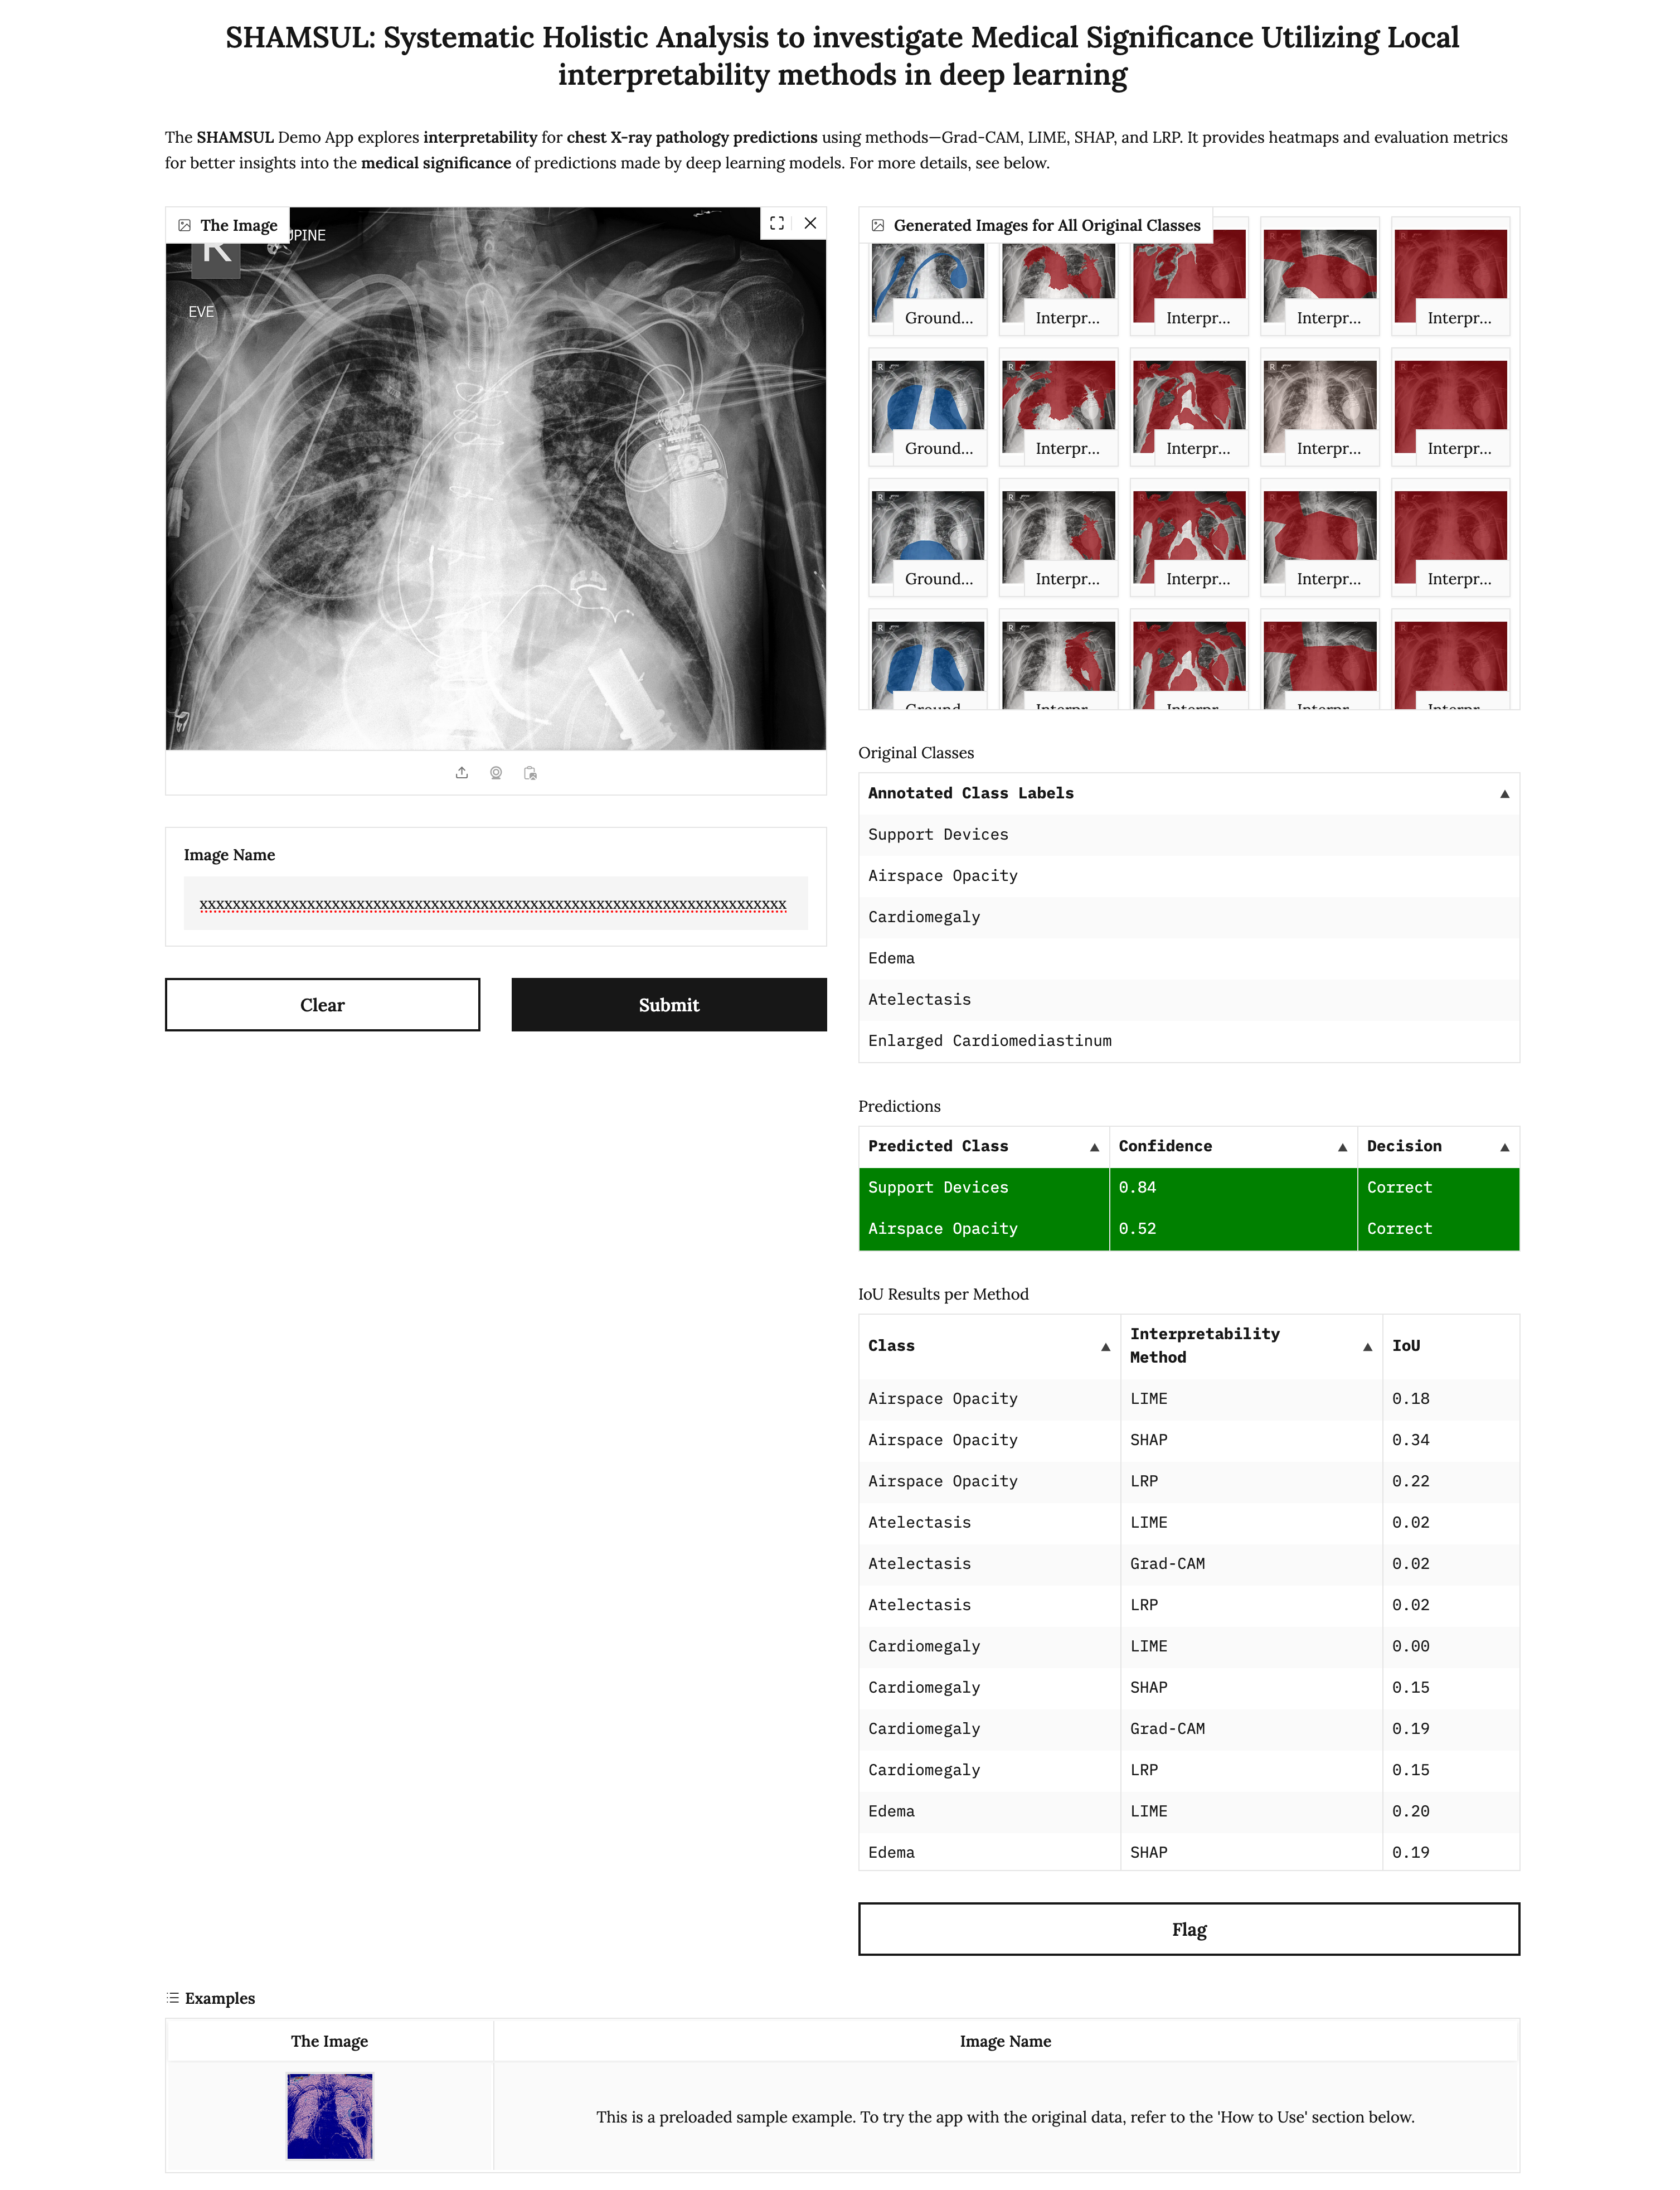 SHAMSUL: Systematic Holistic Analysis to investigate Medical Significance Utilizing Local
interpretability methods in deep learning
The SHAMSUL Demo App explores interpretability for chest X-ray pathology predictions using methods—Grad-CAM, LIME, SHAP, and LRP. It provides heatmaps and evaluation metrics
for better insights into the medical significance of predictions made by deep learning models. For more details, see below.
The Image
R
EVE
Image Name
Clear
Submit
Generated Images for All Original Classes
Ground... Interpr... Interpr... Interpr... Interpr...
Ground... Interpr... Interpr... Interpr... Interpr...
Ground... Interpr... Interpr... Interpr... Interpr...
Original Classes
Annotated Class Labels
Support Devices
Airspace Opacity
Cardiomegaly
Edema
Atelectasis
Enlarged Cardiomediastinum
Predictions
Predicted Class Confidence Decision
Support Devices 0.84 Correct
Airspace Opacity 0.52 Correct
IoU Results per Method
Class Interpretability Method IoU
Airspace Opacity LIME 0.18
Airspace Opacity SHAP 0.34
Airspace Opacity LRP 0.22
Atelectasis LIME 0.02
Atelectasis Grad-CAM 0.02
Atelectasis LRP 0.02
Cardiomegaly LIME 0.00
Cardiomegaly SHAP 0.15
Cardiomegaly Grad-CAM 0.19
Cardiomegaly LRP 0.15
Edema LIME 0.20
Edema SHAP 0.19
Flag
Examples
The Image Image Name
This is a preloaded sample example. To try the app with the original data, refer to the 'How to Use' section below.